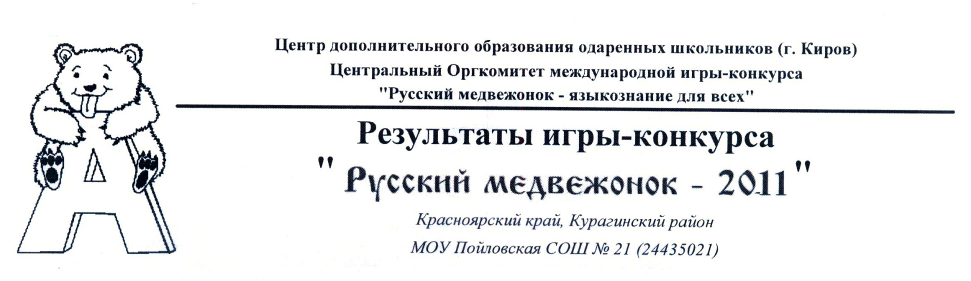 Центр дополнительного образования одаренных школьников (г. Киров)
Центральный Оргкомитет международной игры-конкурса
"Русский медвежонок - языкознание для всех"
Результаты игры-конкурса
"Русский медвежонок - 2011"
Красноярский край, Курагинский район
МОУ Пойловская СОШ № 21 (24435021)
А